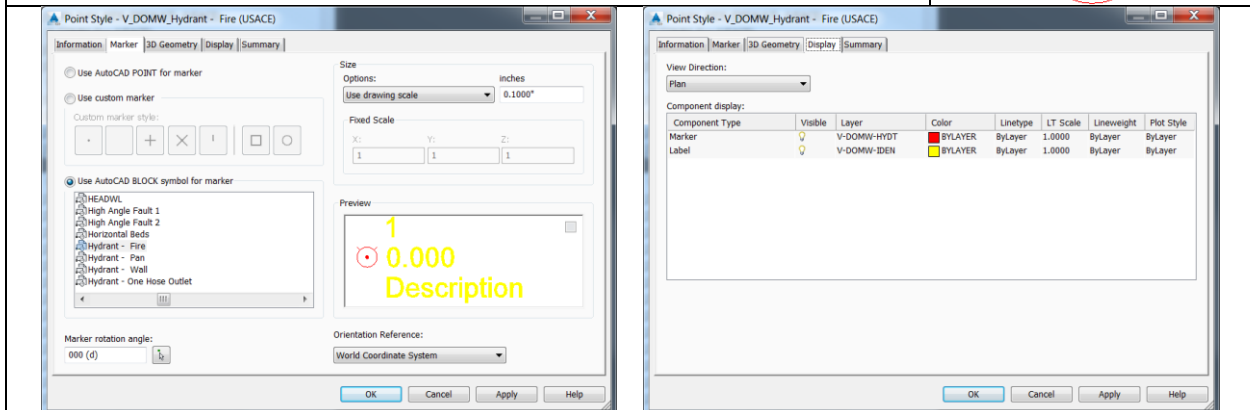 Point Style - V_DOMW_Hydrant - Fire (USACE)
Information Marker 3D Geometry Display Summary
Use AutoCAD POINT for marker
Use custom marker
Custom marker style:
Use AutoCAD BLOCK symbol for marker
HEADWL
High Angle Fault 1
High Angle Fault 2
Horizontal Beds
Hydrant - Fire
Hydrant - Pan
Hydrant - Wall
Hydrant - One Hose Outlet
Marker rotation angle:
000 (d)
Size
Options: inches
Use drawing scale 0.1000"
Fixed Scale
X: Y: Z:
1 1 1
Preview
1
0.000
Description
Orientation Reference:
World Coordinate System
OK Cancel Apply Help
Point Style - V_DOMW_Hydrant - Fire (USACE)
Information Marker 3D Geometry Display Summary
View Direction:
Plan
Component display:
Component Type Visible Layer Color Linetype LT Scale Lineweight Plot Style
Marker V-DOMW-HYDT BYLAYER ByLayer 1.0000 ByLayer ByLayer
Label V-DOMW-IDEN BYLAYER ByLayer 1.0000 ByLayer ByLayer
OK Cancel Apply Help